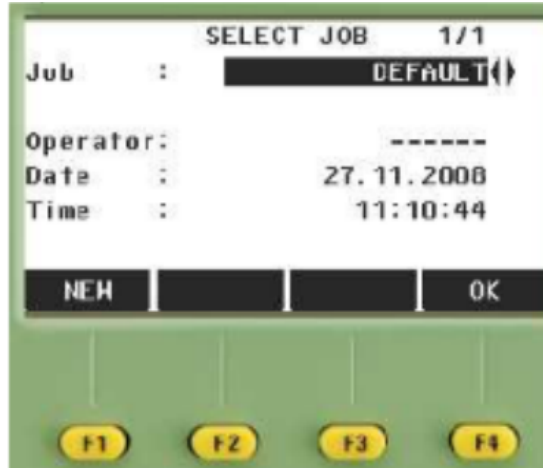 SELECT JOB 1/1
Job : DEFAULT
Operator: ------
Date : 27.11.2008
Time : 11:10:44
NEW OK
F1 F2 F3 F4